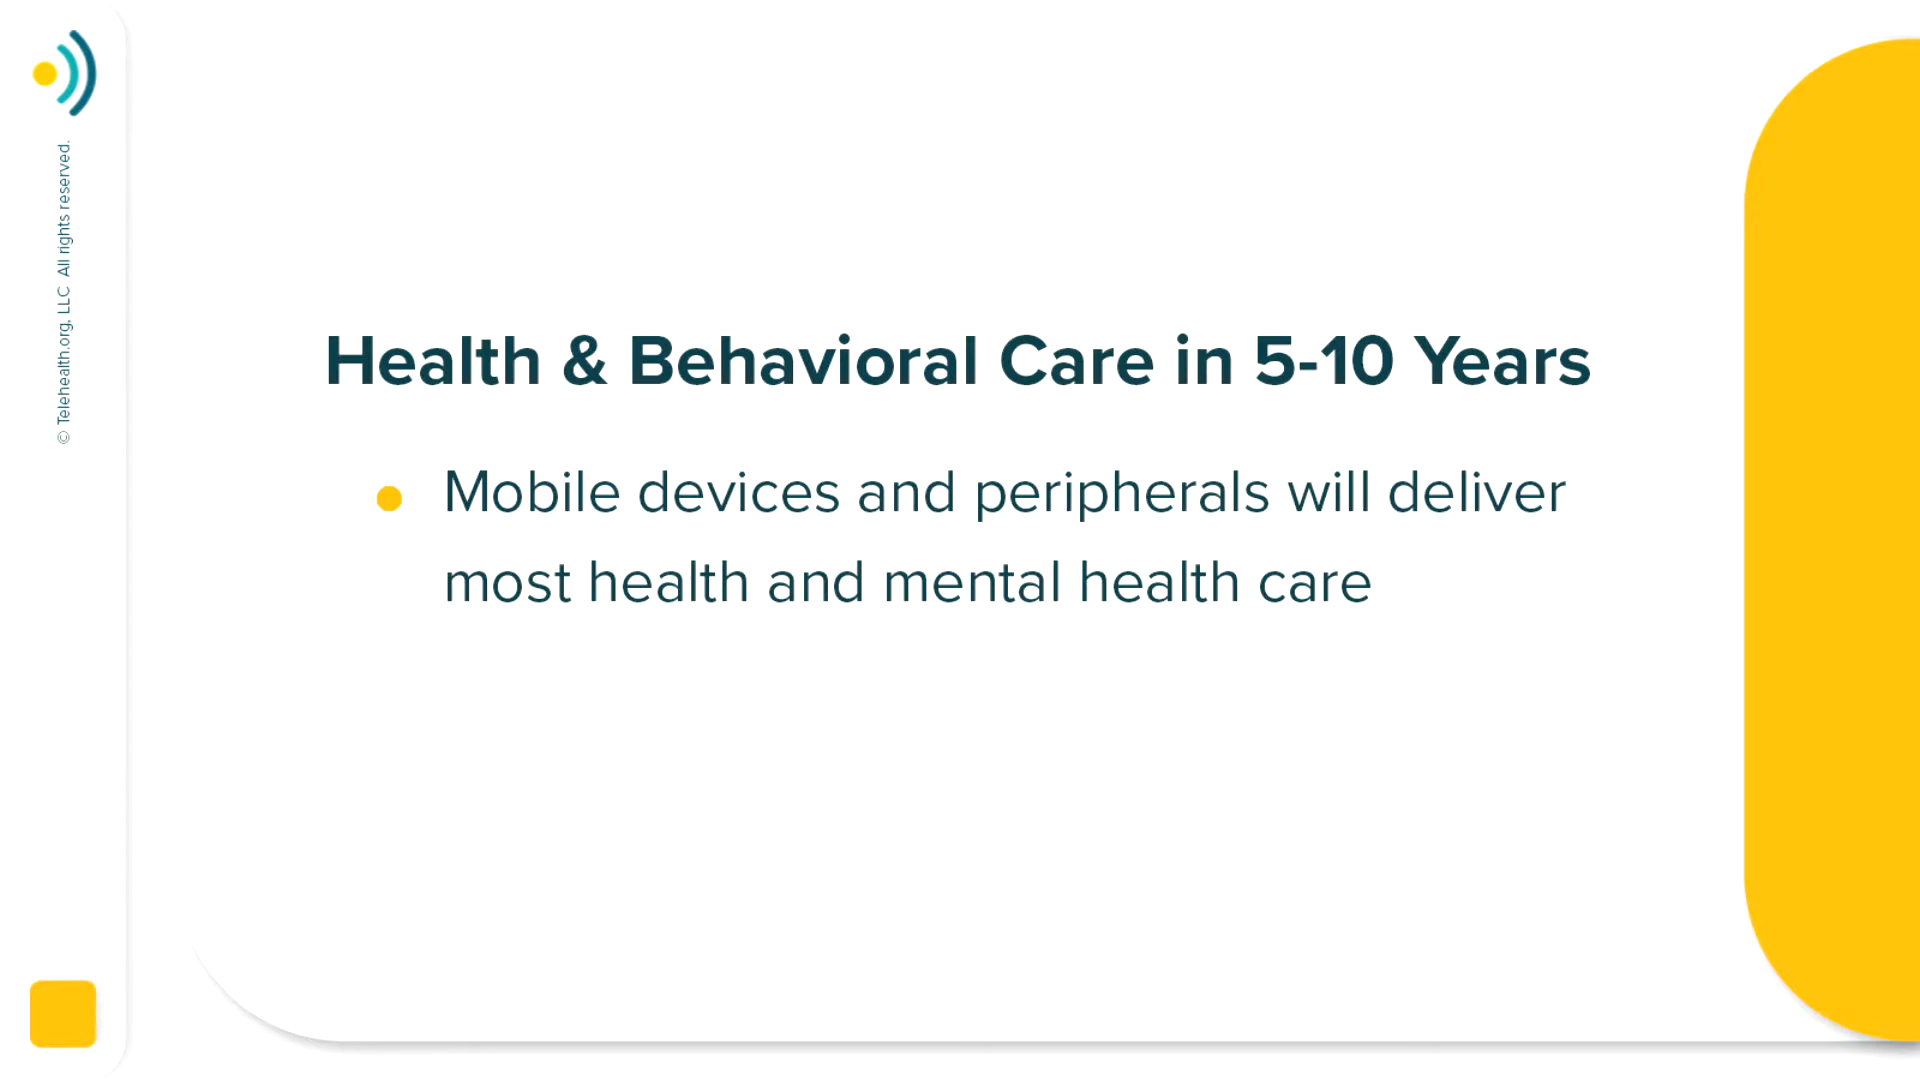 © Telehealth.org, LLC All rights reserved.
Health & Behavioral Care in 5-10 Years
Mobile devices and peripherals will deliver
most health and mental health care